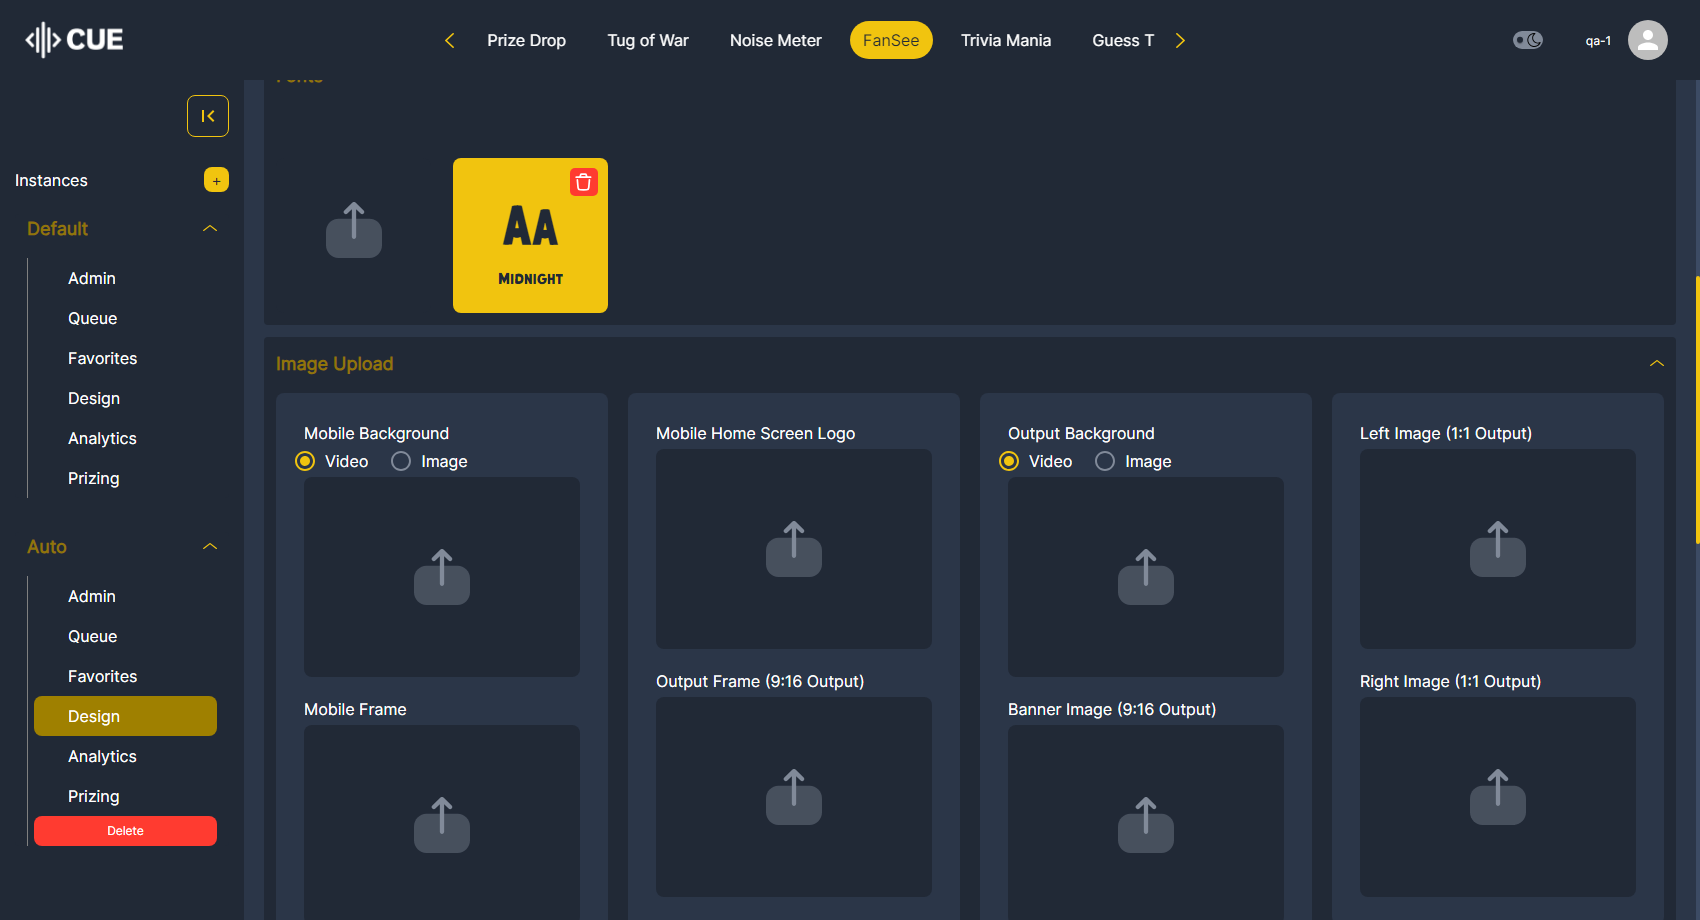 CUE
Prize Drop
Tug of War
Noise Meter
FanSee
Trivia Mania
Guess T
qa-1
Fonts
Instances
+
Default
Admin
Queue
Favorites
Design
Analytics
Prizing
Auto
Admin
Queue
Favorites
Design
Analytics
Prizing
Delete
AA
MIDNIGHT
Image Upload
Mobile Background
Video
Image
Mobile Frame
Mobile Home Screen Logo
Output Frame (9:16 Output)
Output Background
Video
Image
Banner Image (9:16 Output)
Left Image (1:1 Output)
Right Image (1:1 Output)